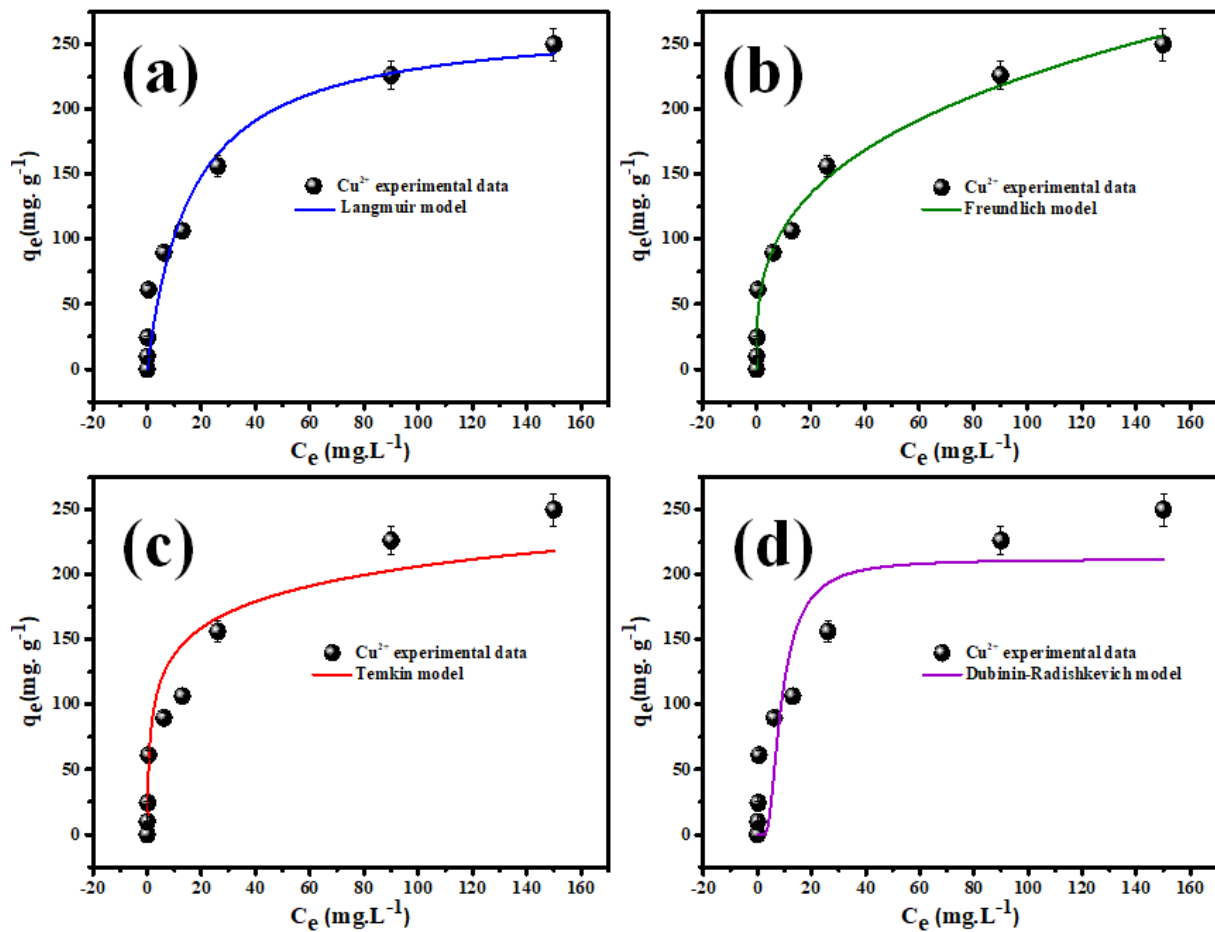 (a)
250
200
150
100
50
0
qe(mg. g-1)
Cu2+ experimental data
Langmuir model
-20 0 20 40 60 80 100 120 140 160
Ce (mg.L-1)
(b)
250
200
150
100
50
0
qe(mg. g-1)
Cu2+ experimental data
Freundlich model
-20 0 20 40 60 80 100 120 140 160
Ce (mg.L-1)
(c)
250
200
150
100
50
0
qe(mg. g-1)
Cu2+ experimental data
Temkin model
-20 0 20 40 60 80 100 120 140 160
Ce (mg.L-1)
(d)
250
200
150
100
50
0
qe(mg. g-1)
Cu2+ experimental data
Dubinin-Radishkevich model
-20 0 20 40 60 80 100 120 140 160
Ce (mg.L-1)